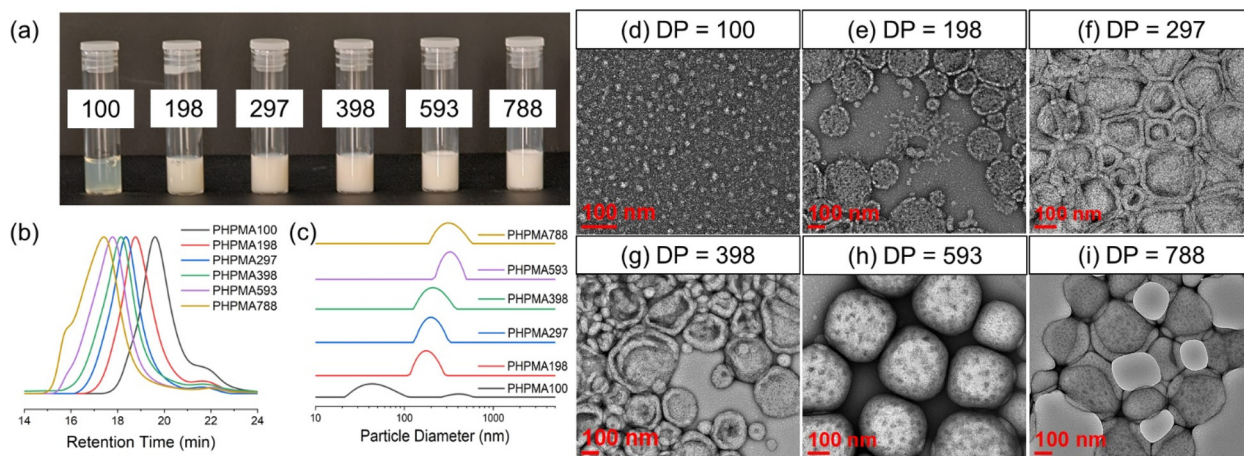 (a)
100 198 297 398 593 788
(b)
PHPMA100
PHPMA198
PHPMA297
PHPMA398
PHPMA593
PHPMA788
14 16 18 20 22 24
Retention Time (min)
(c)
PHPMA788
PHPMA593
PHPMA398
PHPMA297
PHPMA198
PHPMA100
10 100 1000
Particle Diameter (nm)
(d) DP = 100
100 nm
(e) DP = 198
100 nm
(f) DP = 297
100 nm
(g) DP = 398
100 nm
(h) DP = 593
100 nm
(i) DP = 788
100 nm